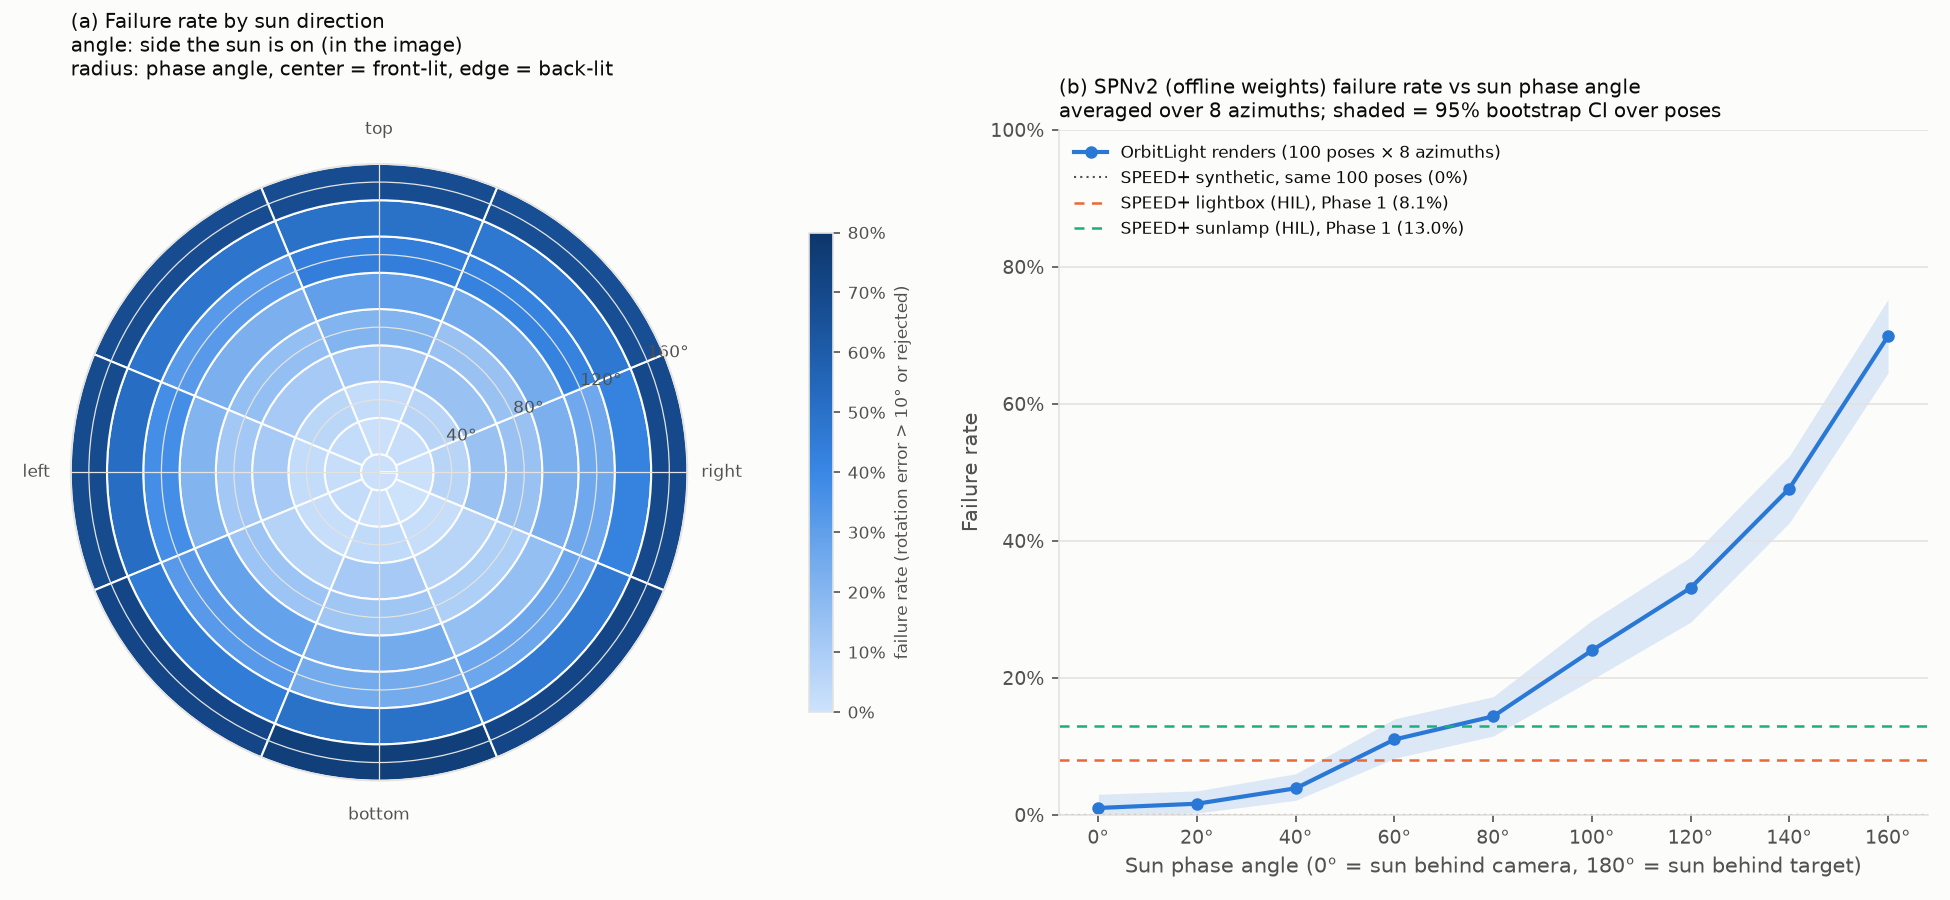 (a) Failure rate by sun direction
angle: side the sun is on (in the image)
radius: phase angle, center = front-lit, edge = back-lit
top
left
right
bottom
160°
120°
80°
40°
80%
70%
60%
50%
40%
30%
20%
10%
0%
failure rate (rotation error > 10° or rejected)
(b) SPNv2 (offline weights) failure rate vs sun phase angle
averaged over 8 azimuths; shaded = 95% bootstrap CI over poses
OrbitLight renders (100 poses × 8 azimuths)
SPEED+ synthetic, same 100 poses (0%)
SPEED+ lightbox (HIL), Phase 1 (8.1%)
SPEED+ sunlamp (HIL), Phase 1 (13.0%)
100%
80%
60%
40%
20%
0%
Failure rate
0° 20° 40° 60° 80° 100° 120° 140° 160°
Sun phase angle (0° = sun behind camera, 180° = sun behind target)